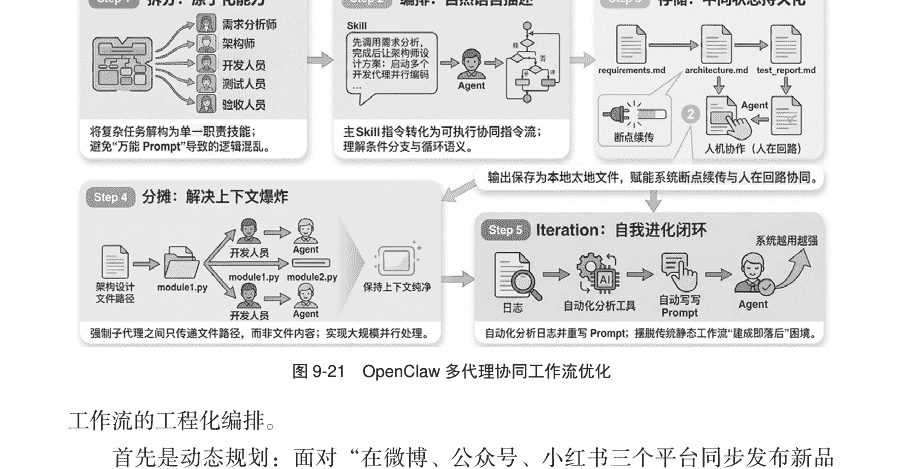 Step 1 拆分：原子化能力
需求分析师
架构师
开发人员
测试人员
验收人员
将复杂任务解构为单一职责技能；
避免“万能 Prompt”导致的逻辑混乱。
Step 2 编排：自然语言描述
Skill
先调用需求分析，
完成后让架构师设
计方案：启动多个
开发代理并行编码
...
Agent
否
主 Skill 指令转化为可执行协同指令流；
理解条件分支与循环语义。
存储：中间状态持久化
requirements.md
architecture.md
test_report.md
断点续传
2
Agent
人机协作（人在回路）
输出保存为本地太地文件，赋能系统断点续传与人在回路协同。
Step 4 分摊：解决上下文爆炸
架构设计
文件路径
module1.py
开发人员
Agent
module1.py
module2.py
开发人员
Agent
保持上下文纯净
强制子代理之间只传递文件路径，而非文件内容；实现大规模并行处理。
Step 5 Iteration：自我进化闭环
系统越用越强
日志
AI
自动化分析工具
自动写写
Prompt
Agent
自动化分析日志并重写 Prompt；摆脱传统静态工作流“建成即落后”困境。
图 9-21 OpenClaw 多代理协同工作流优化
工作流的工程化编排。
首先是动态规划：面对“在微博、公众号、小红书三个平台同步发布新品